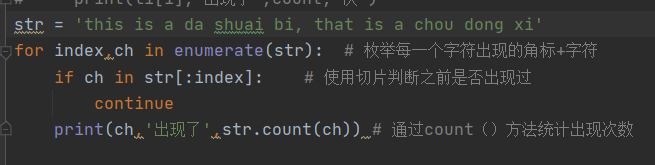 str = 'this is a da shuai bi, that is a chou dong xi'
for index,ch in enumerate(str):  # 枚举每一个字符出现的角标+字符
    if ch in str[:index]:    # 使用切片判断之前是否出现过
        continue
    print(ch,'出现了',str.count(ch)) # 通过count（）方法统计出现次数